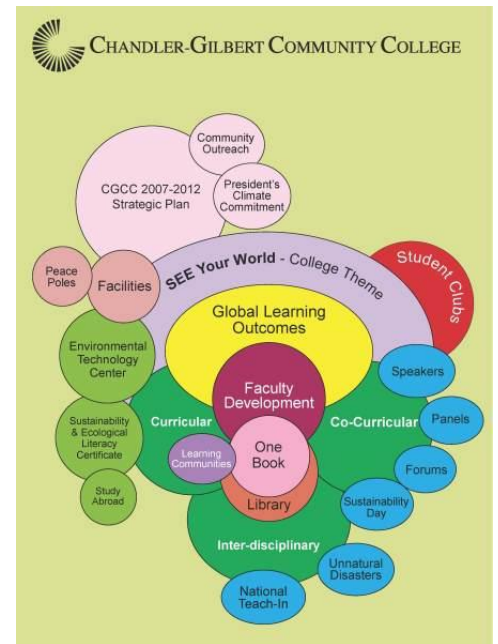 CHANDLER-GILBERT COMMUNITY COLLEGE
Community
Outreach
CGCC 2007-2012
Strategic Plan
President's
Climate
Commitment
SEE Your World - College Theme
Student Clubs
Peace
Poles
Facilities
Global Learning
Outcomes
Environmental
Technology
Center
Speakers
Faculty
Development
Curricular
Co-Curricular
Panels
Sustainability
& Ecological
Literacy
Certificate
Learning
Communities
One
Book
Forums
Study
Abroad
Library
Sustainability
Day
Inter-disciplinary
Unnatural
Disasters
National
Teach-In